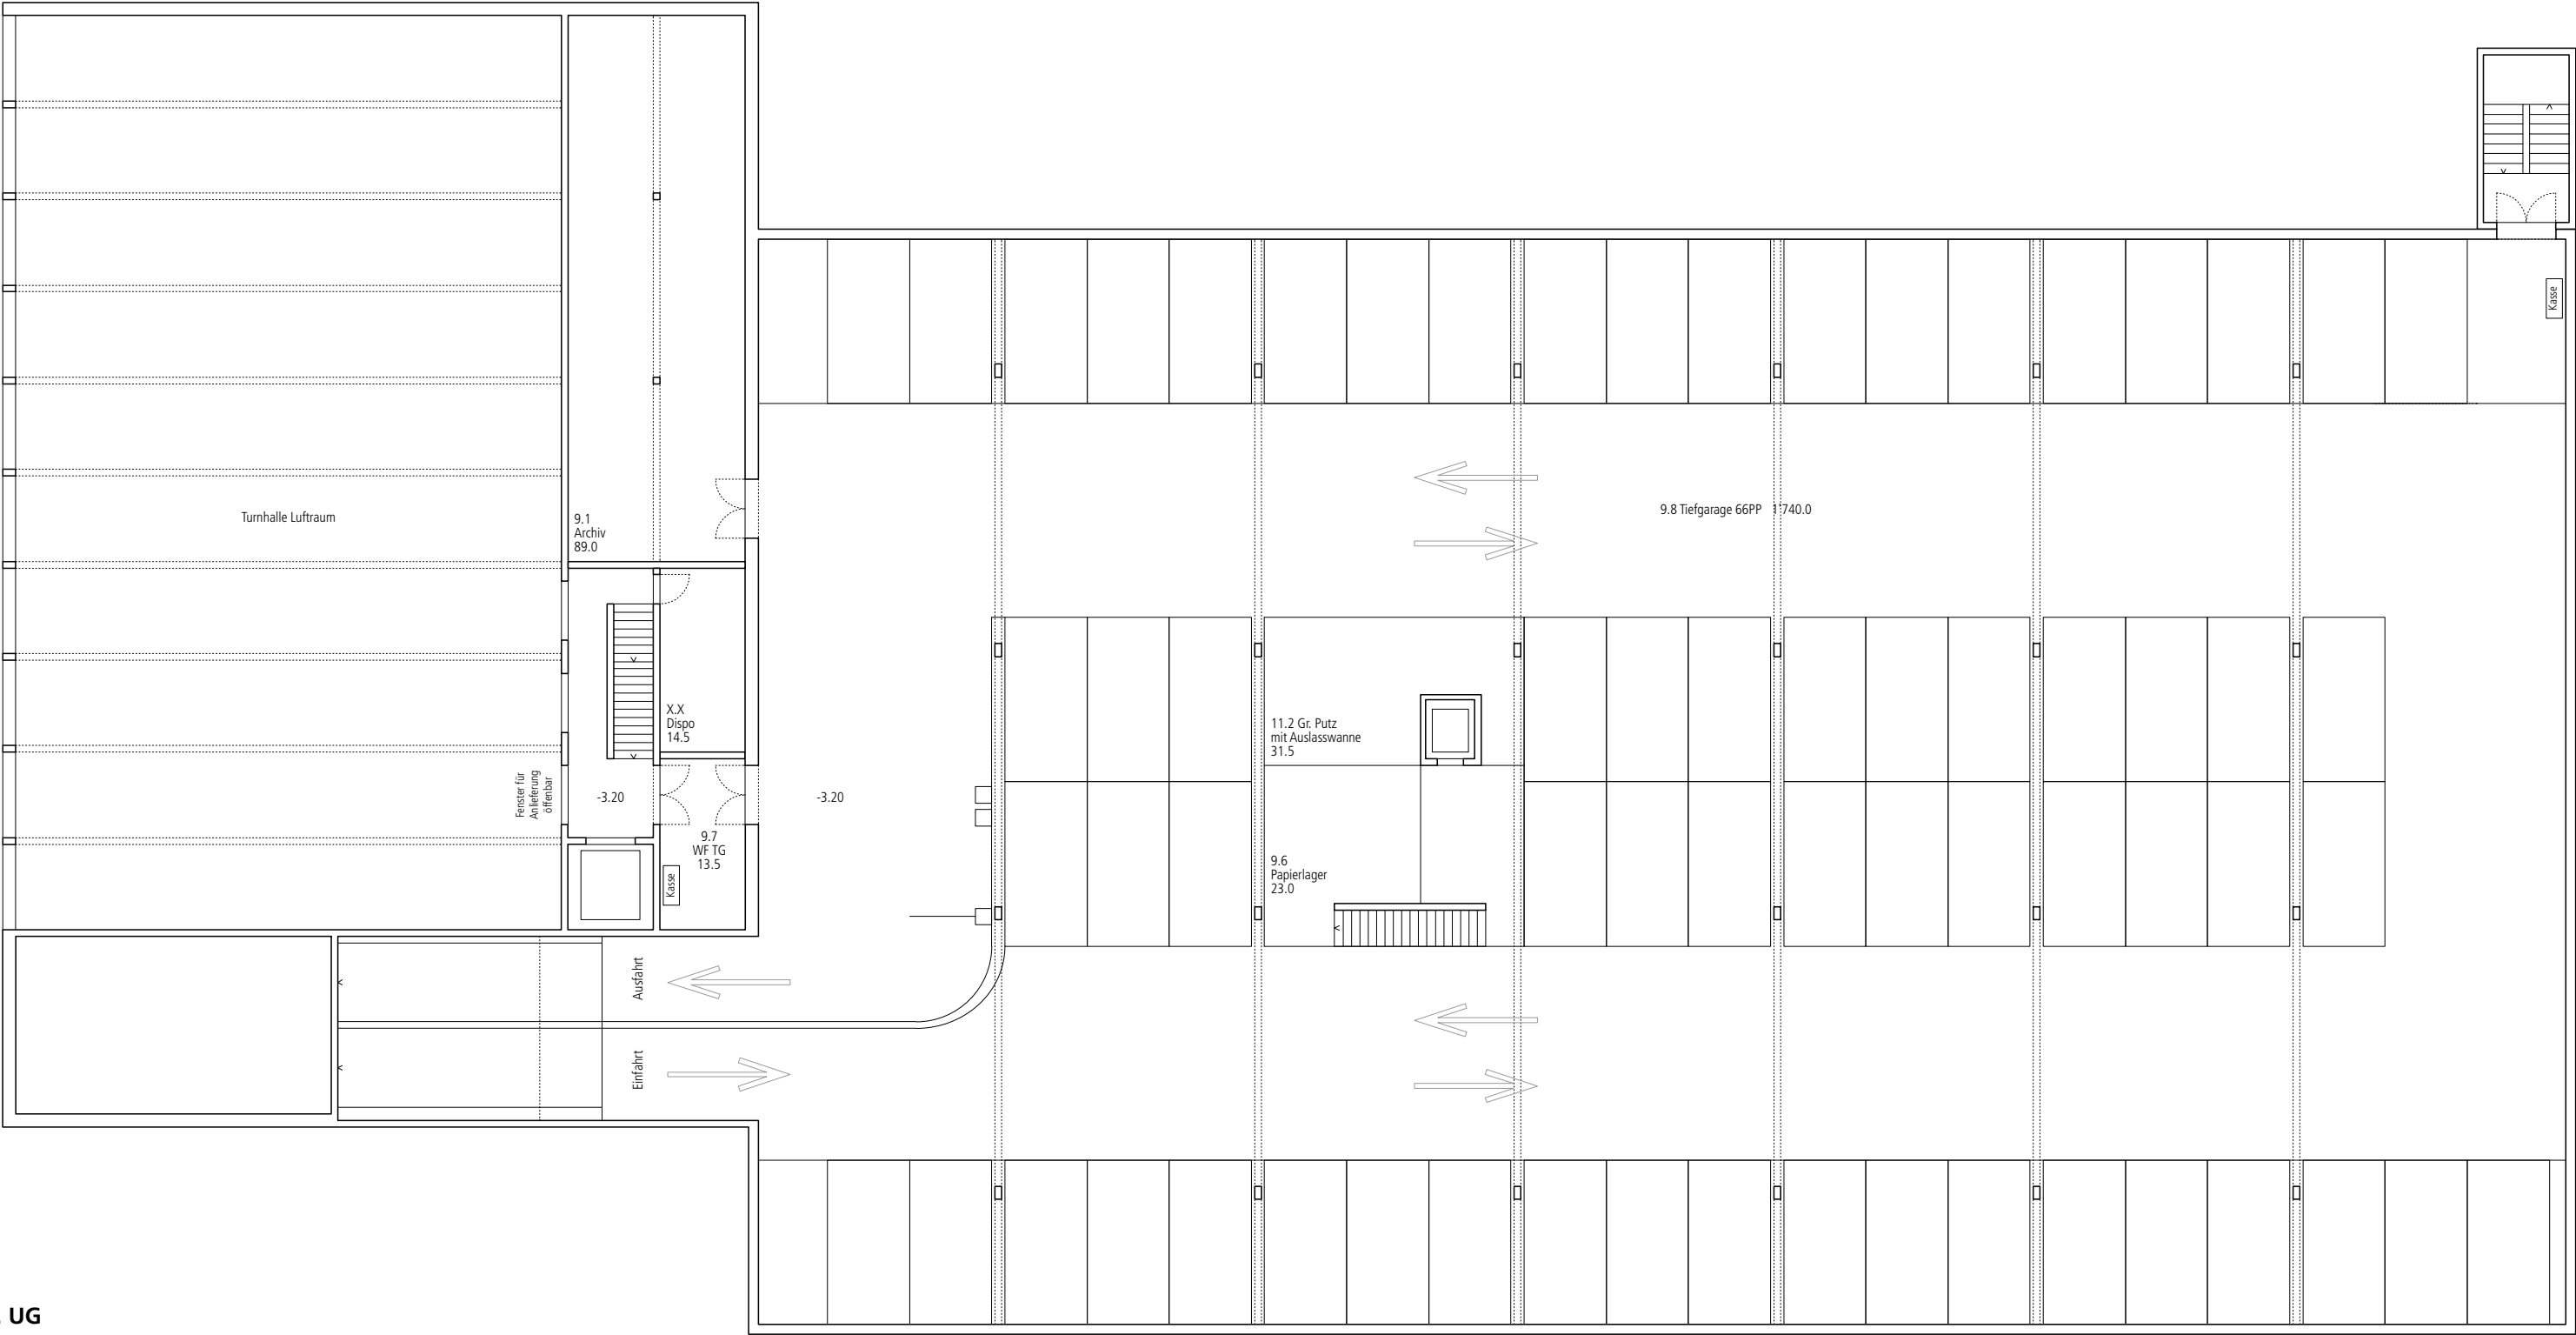 Kasse
Turnhalle Luftraum
9.1
Archiv
89.0
9.8 Tiefgarage 66PP 1'740.0
X.X
Dispo
14.5
11.2 Gr. Putz
mit Auslasswanne
31.5
Fenster für
Anlieferung
öffenbar
-3.20
-3.20
9.7
WF TG
13.5
Kasse
9.6
Papierlager
23.0
Ausfahrt
Einfahrt
UG